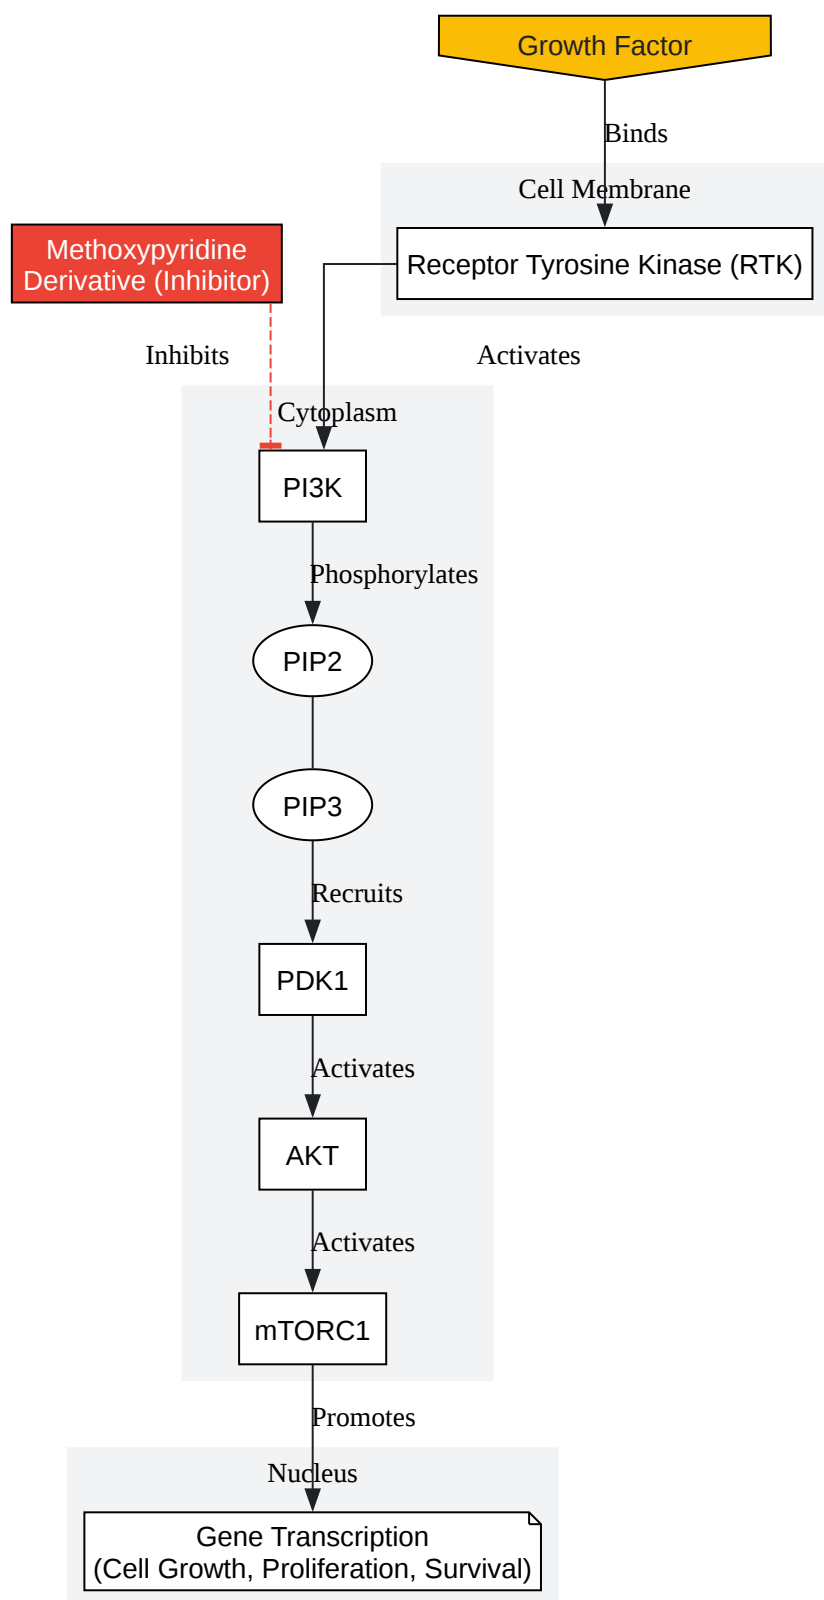 Growth Factor
Binds
Cell Membrane
Receptor Tyrosine Kinase (RTK)
Methoxypyridine
Derivative (Inhibitor)
Inhibits
Activates
Cytoplasm
PI3K
Phosphorylates
PIP2
PIP3
Recruits
PDK1
Activates
AKT
Activates
mTORC1
Promotes
Nucleus
Gene Transcription
(Cell Growth, Proliferation, Survival)